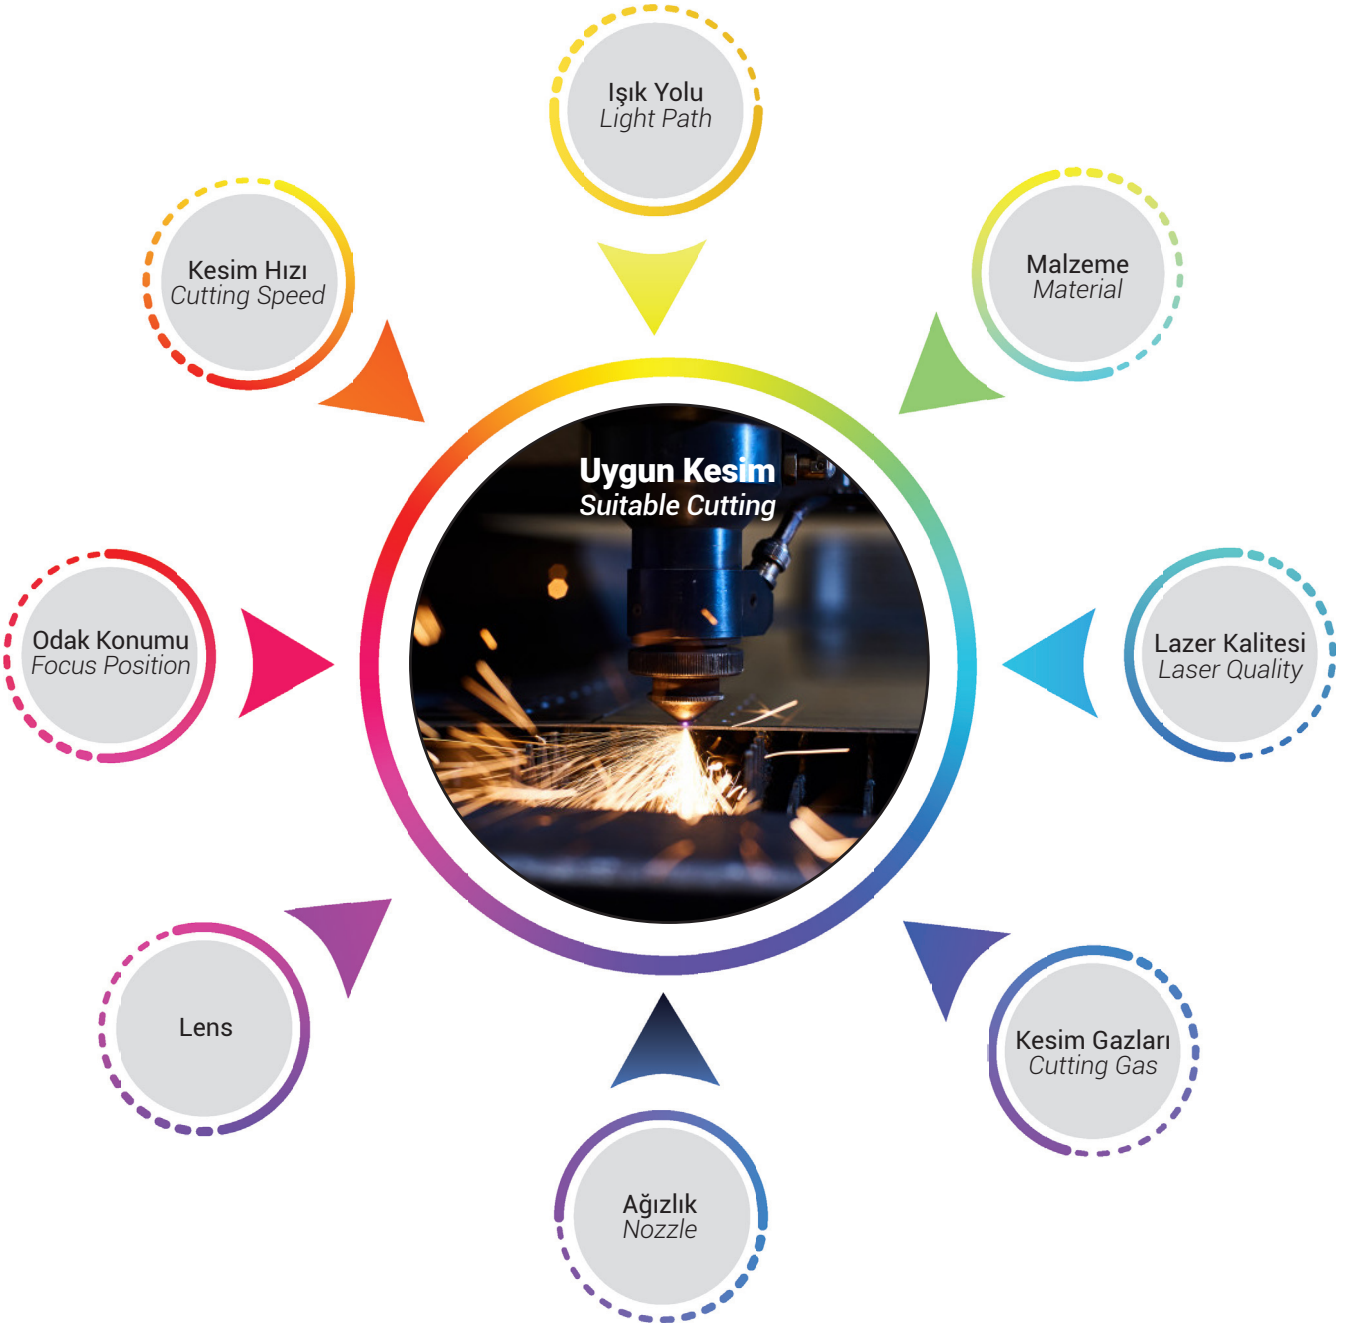 Işık Yolu
Light Path
Kesim Hızı
Cutting Speed
Malzeme
Material
Uygun Kesim
Suitable Cutting
Odak Konumu
Focus Position
Lazer Kalitesi
Laser Quality
Lens
Kesim Gazları
Cutting Gas
Ağızlık
Nozzle